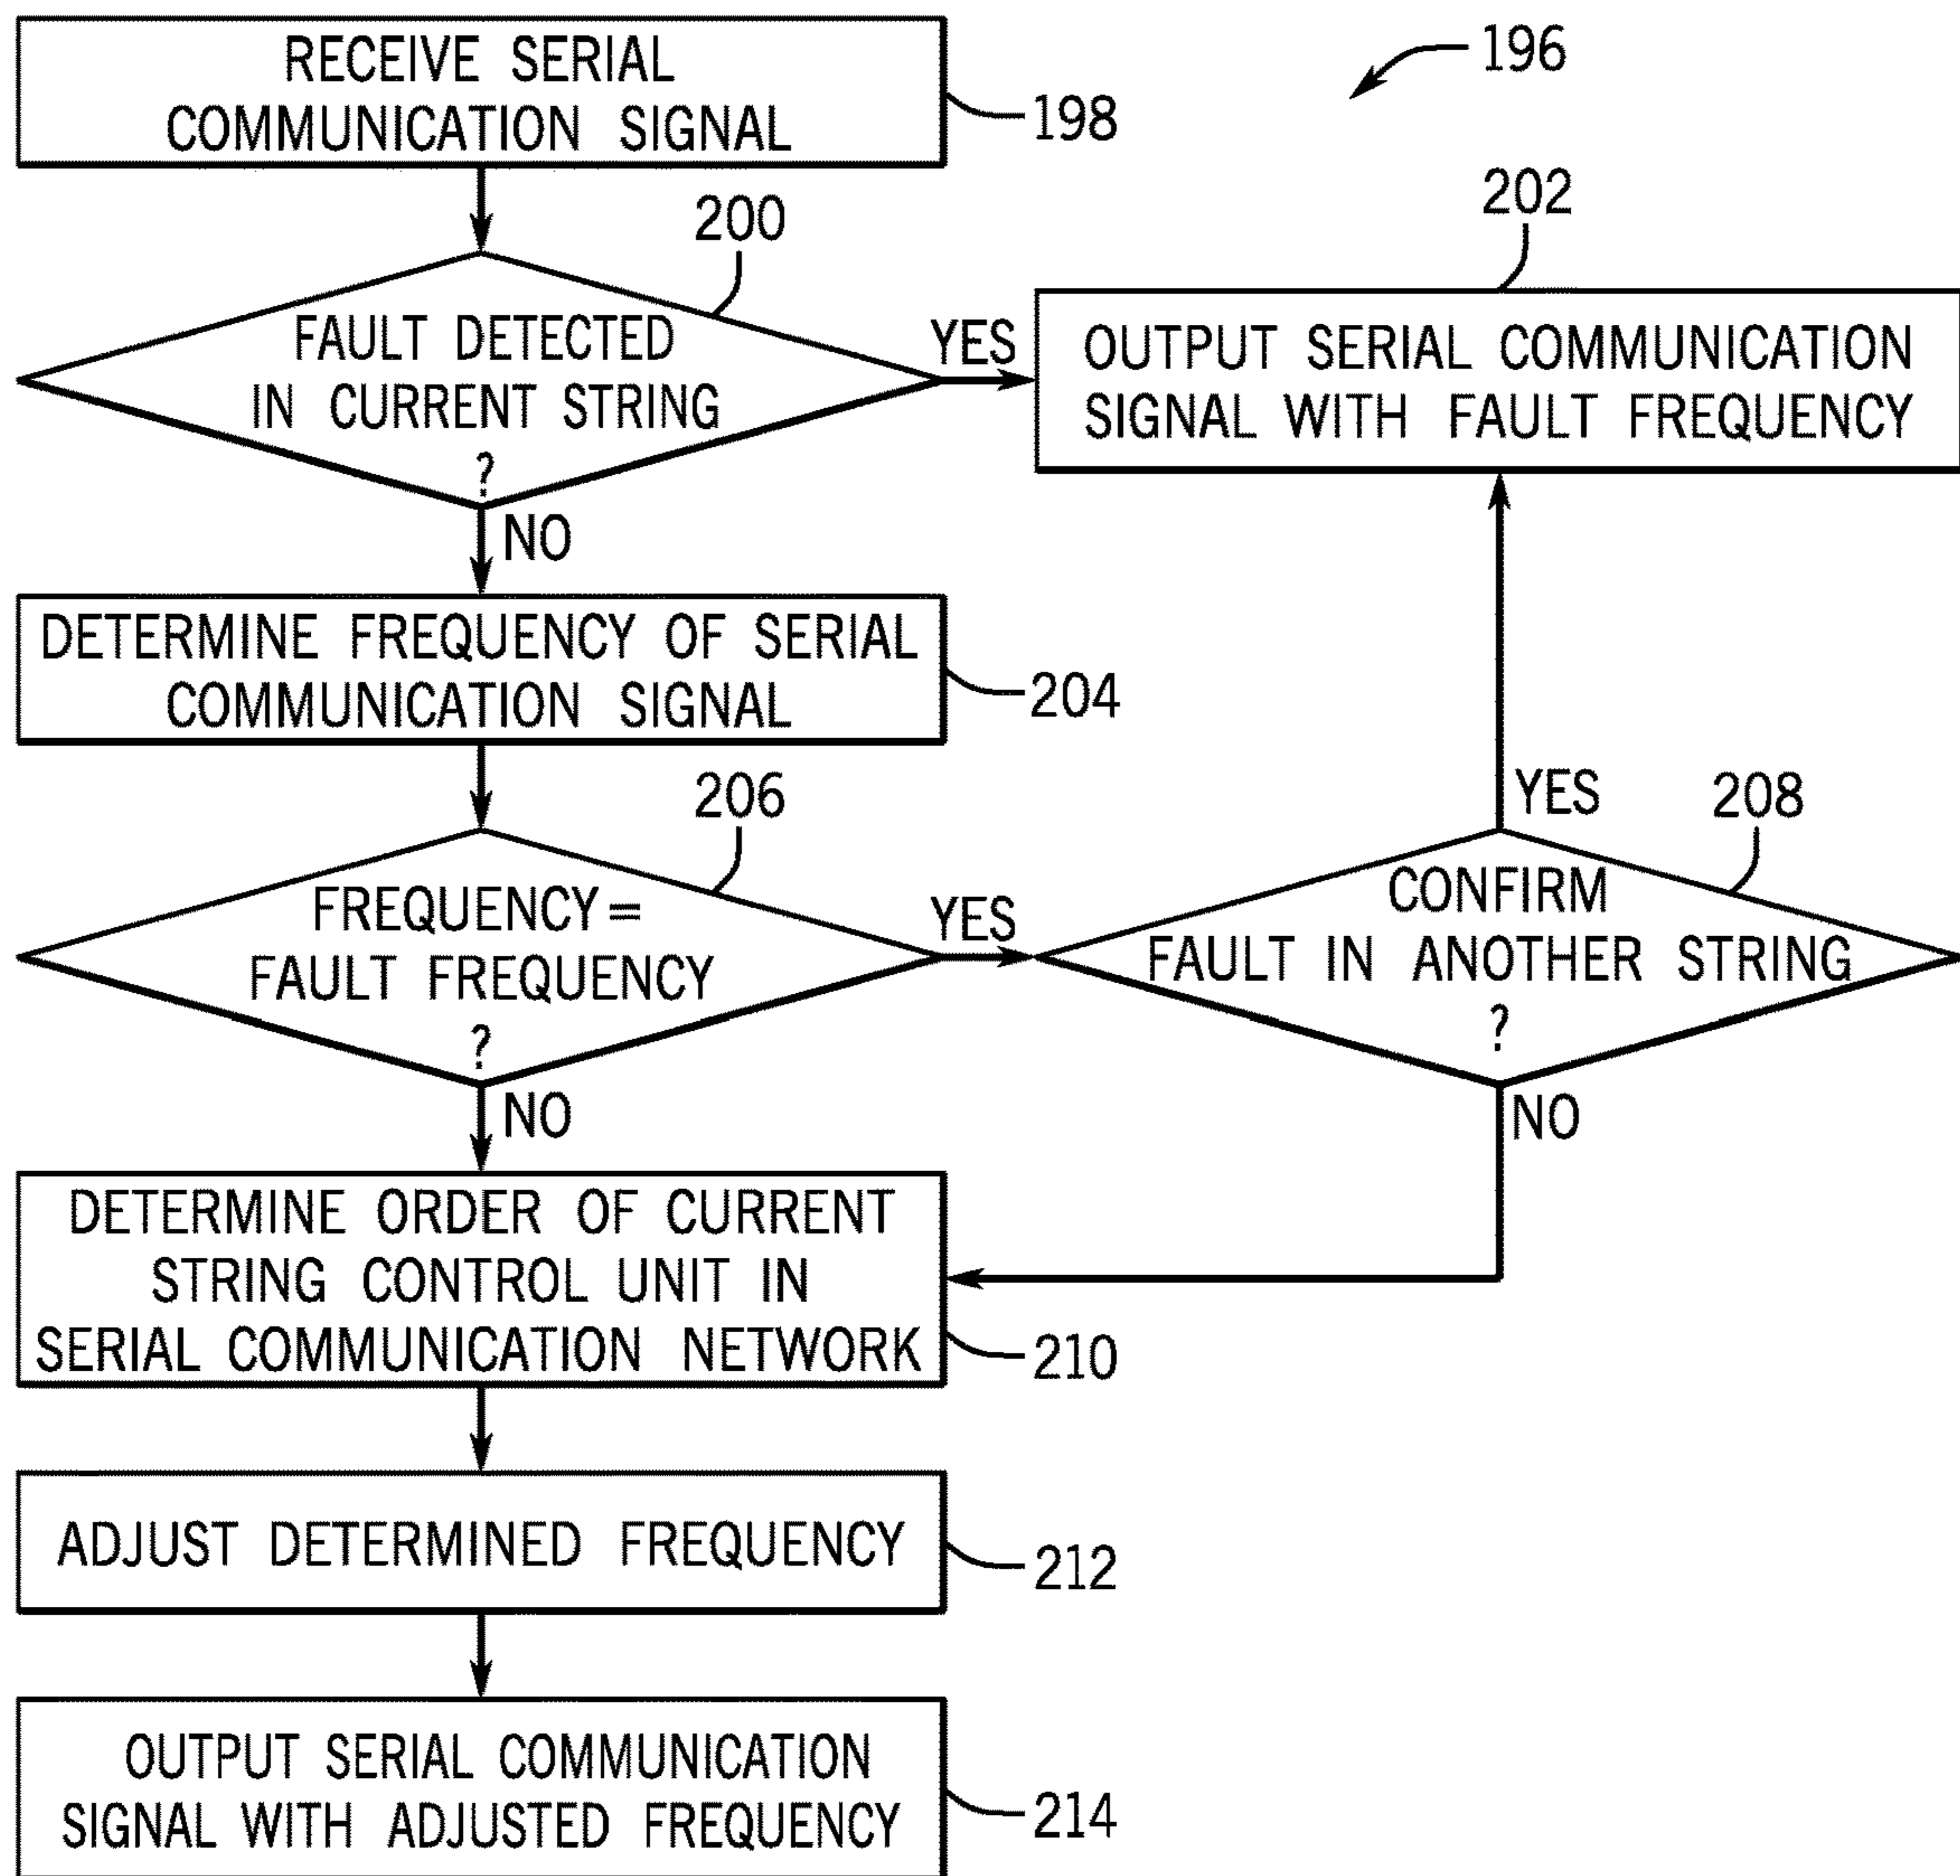 RECEIVE SERIAL
COMMUNICATION SIGNAL
198
196
200
FAULT DETECTED
IN CURRENT STRING
?
YES
NO
202
OUTPUT SERIAL COMMUNICATION
SIGNAL WITH FAULT FREQUENCY
DETERMINE FREQUENCY OF SERIAL
COMMUNICATION SIGNAL
204
206
FREQUENCY=
FAULT FREQUENCY
?
YES
NO
208
YES
CONFIRM
FAULT IN ANOTHER STRING
?
NO
DETERMINE ORDER OF CURRENT
STRING CONTROL UNIT IN
SERIAL COMMUNICATION NETWORK
210
ADJUST DETERMINED FREQUENCY
212
OUTPUT SERIAL COMMUNICATION
SIGNAL WITH ADJUSTED FREQUENCY
214